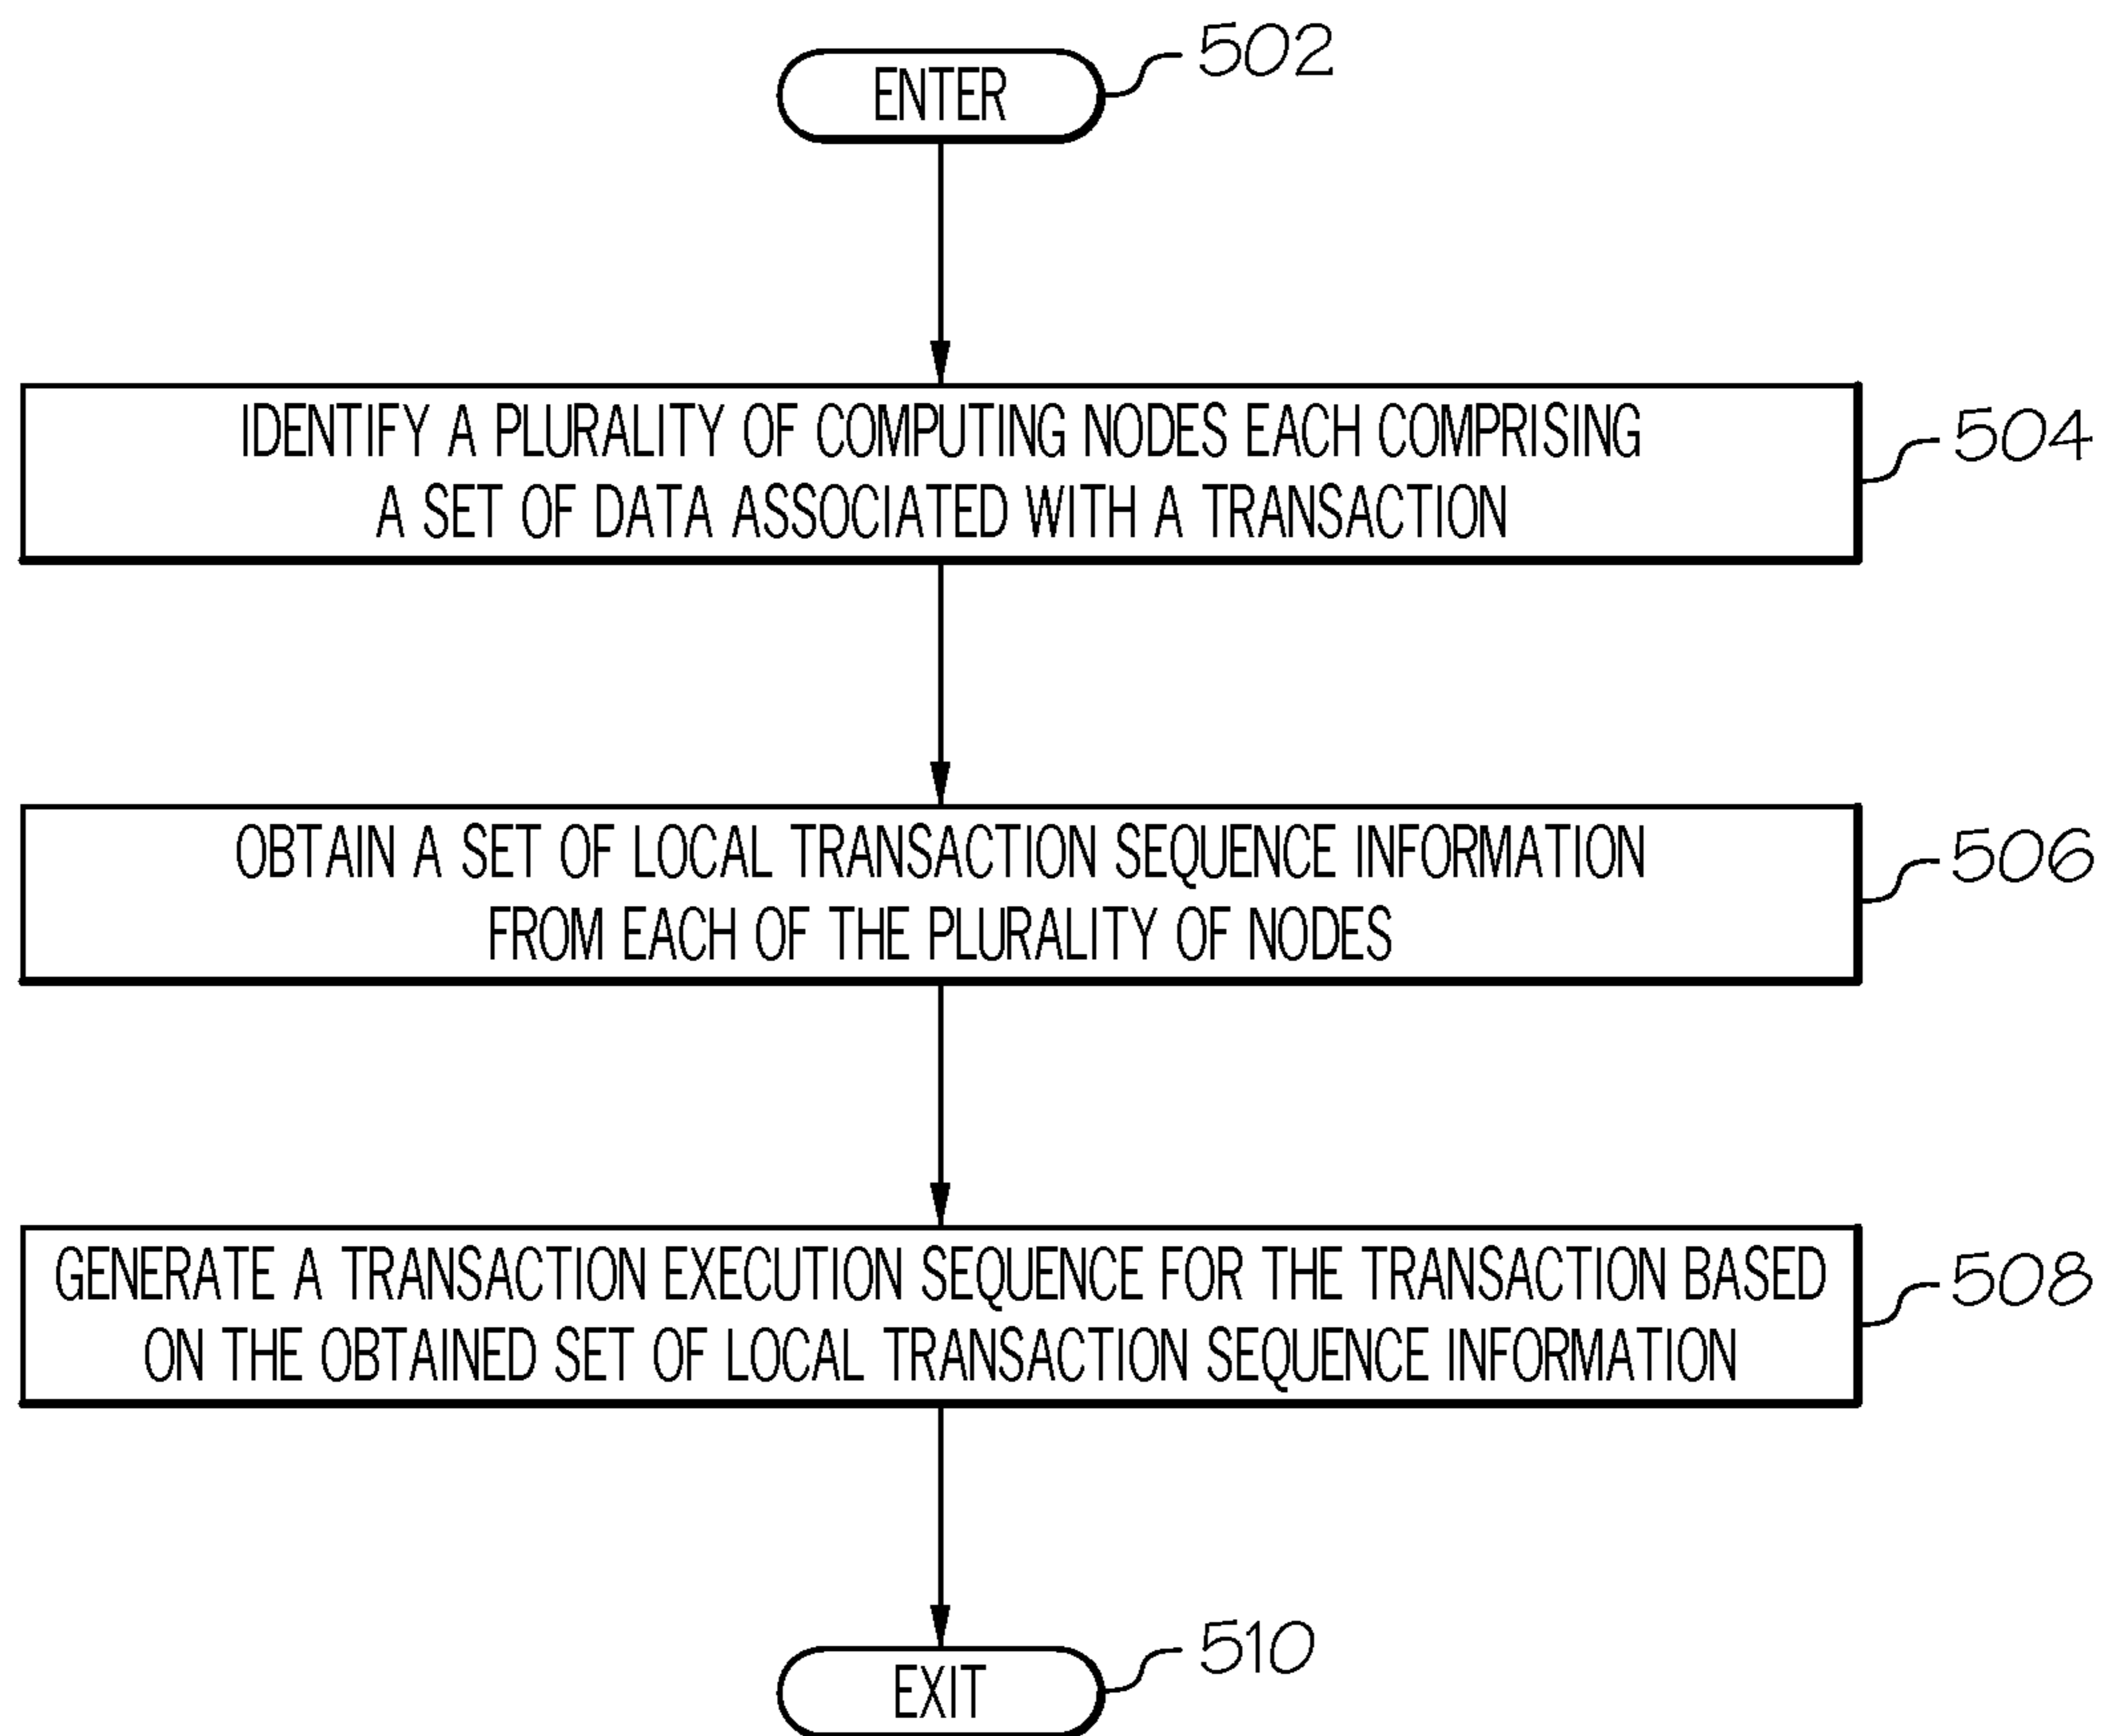 ENTER
502
IDENTIFY A PLURALITY OF COMPUTING NODES EACH COMPRISING
A SET OF DATA ASSOCIATED WITH A TRANSACTION
504
OBTAIN A SET OF LOCAL TRANSACTION SEQUENCE INFORMATION
FROM EACH OF THE PLURALITY OF NODES
506
GENERATE A TRANSACTION EXECUTION SEQUENCE FOR THE TRANSACTION BASED
ON THE OBTAINED SET OF LOCAL TRANSACTION SEQUENCE INFORMATION
508
EXIT
510